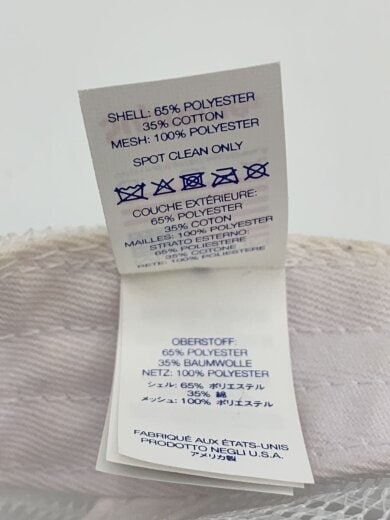 SHELL: 65% POLYESTER
35% COTTON
MESH: 100% POLYESTER
SPOT CLEAN ONLY
COUCHE EXTÉRIEURE:
65% POLYESTER
35% COTON
MAILLES: 100% POLYESTER
STRATO ESTERNO:
65% POLIESTERE
35% COTONE
RETE: 100% POLIESTERE
OBERSTOFF:
65% POLYESTER
35% BAUMWOLLE
NETZ: 100% POLYESTER
シェル: 65% ポリエステル
35% 綿
メッシュ: 100% ポリエステル
FABRIQUÉ AUX ÉTATS-UNIS
PRODOTTO NEGLI U.S.A.
アメリカ製